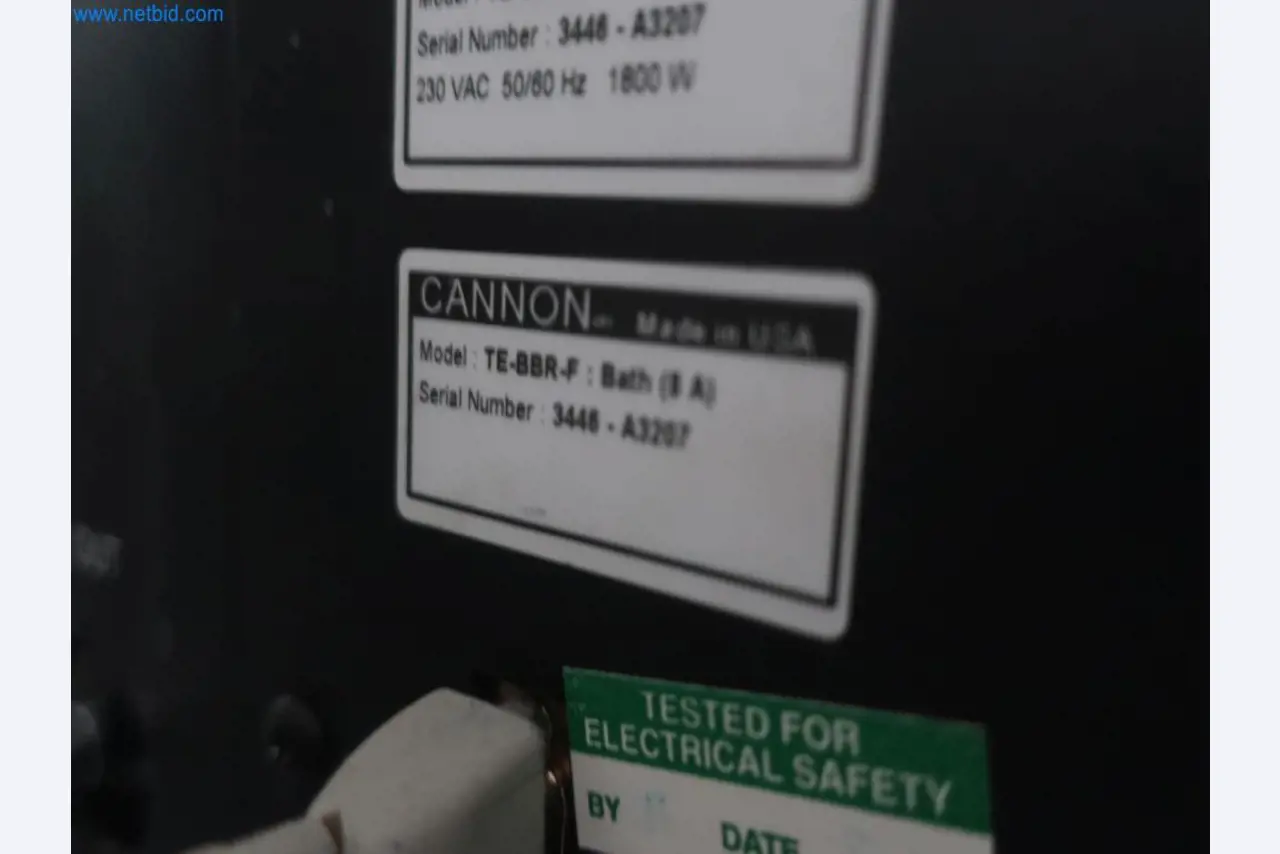 www.netbid.com
Serial Number : 3446 - A3207
230 VAC 50/60 Hz 1800 W
CANNON Made in USA
Model : TE-BBR-F : Bath (8 A)
Serial Number : 3446 - A3207
TESTED FOR
ELECTRICAL SAFETY
BY
DATE